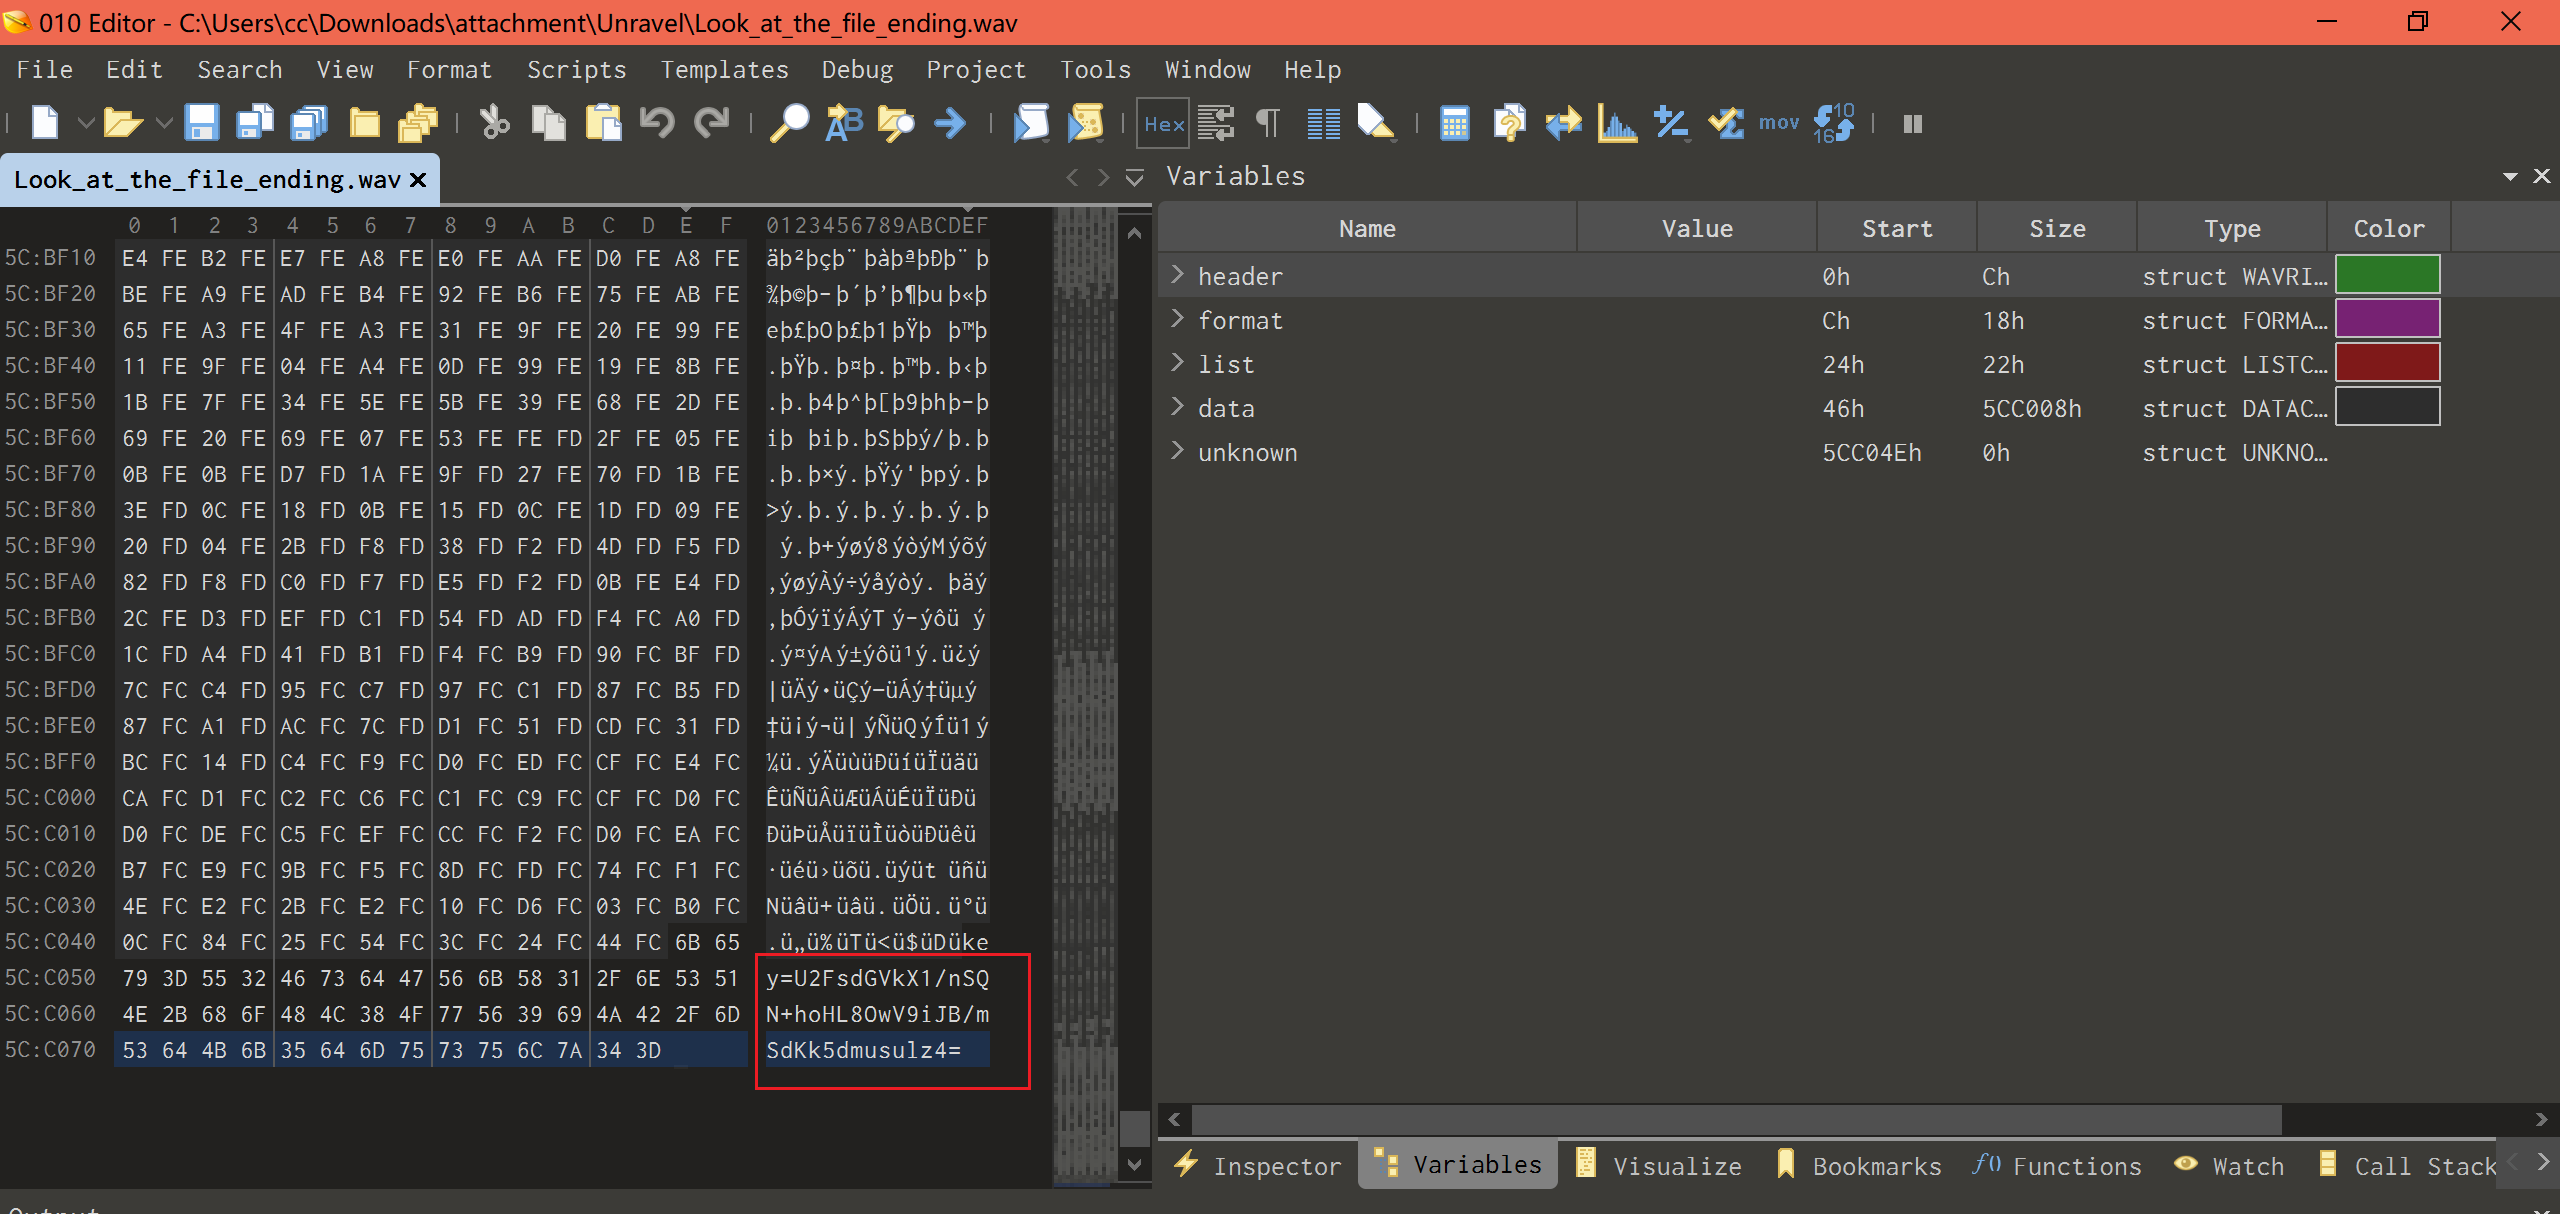 010 Editor - C:\Users\cc\Downloads\attachment\Unravel\Look_at_the_file_ending.wav
File Edit Search View Format Scripts Templates Debug Project Tools Window Help
Hex mov 10 16
Look_at_the_file_ending.wav
Variables
0 1 2 3 4 5 6 7 8 9 A B C D E F 0123456789ABCDEF
Name Value Start Size Type Color
5C:BF10 E4 FE B2 FE E7 FE A8 FE E0 FE AA FE D0 FE A8 FE äþ²þçþ¨þàþªþÐþ¨þ
header 0h Ch struct WAVRI…
5C:BF20 BE FE A9 FE AD FE B4 FE 92 FE B6 FE 75 FE AB FE ¾þ©þ-þ´þ’þ¶þuþ«þ
format Ch 18h struct FORMA…
5C:BF30 65 FE A3 FE 4F FE A3 FE 31 FE 9F FE 20 FE 99 FE eþ£þOþ£þ1þŸþ þ™þ
5C:BF40 11 FE 9F FE 04 FE A4 FE 0D FE 99 FE 19 FE 8B FE .þŸþ.þ¤þ.þ™þ.þ‹þ
list 24h 22h struct LISTC…
5C:BF50 1B FE 7F FE 34 FE 5E FE 5B FE 39 FE 68 FE 2D FE .þ.þ4þ^þ[þ9þhþ-þ
data 46h 5CC008h struct DATAC…
5C:BF60 69 FE 20 FE 69 FE 07 FE 53 FE FE FD 2F FE 05 FE iþ þiþ.þSþþý/þ.þ
unknown 5CC04Eh 0h struct UNKNO…
5C:BF70 0B FE 0B FE D7 FD 1A FE 9F FD 27 FE 70 FD 1B FE .þ.þ×ý.þŸý'þpý.þ
5C:BF80 3E FD 0C FE 18 FD 0B FE 15 FD 0C FE 1D FD 09 FE >ý.þ.ý.þ.ý.þ.ý.þ
5C:BF90 20 FD 04 FE 2B FD F8 FD 38 FD F2 FD 4D FD F5 FD  ý.þ+ýøý8ýòýMýõý
5C:BFA0 82 FD F8 FD C0 FD F7 FD E5 FD F2 FD 0B FE E4 FD ‚ýøýÀý÷ýåýòý.þäý
5C:BFB0 2C FE D3 FD EF FD C1 FD 54 FD AD FD F4 FC A0 FD ,þÓýïýÁýTý-ýôü ý
5C:BFC0 1C FD A4 FD 41 FD B1 FD F4 FC B9 FD 90 FC BF FD .ý¤ýAý±ýôü¹ý.ü¿ý
5C:BFD0 7C FC C4 FD 95 FC C7 FD 97 FC C1 FD 87 FC B5 FD |üÄý•üÇý—üÁý‡üµý
5C:BFE0 87 FC A1 FD AC FC 7C FD D1 FC 51 FD CD FC 31 FD ‡ü¡ý¬ü|ýÑüQýÍü1ý
5C:BFF0 BC FC 14 FD C4 FC F9 FC D0 FC ED FC CF FC E4 FC ¼ü.ýÄüùüÐüíüÏüäü
5C:C000 CA FC D1 FC C2 FC C6 FC C1 FC C9 FC CF FC D0 FC ÊüÑüÂüÆüÁüÉüÏüÐü
5C:C010 D0 FC DE FC C5 FC EF FC CC FC F2 FC D0 FC EA FC ÐüÞüÅüïüÌüòüÐüêü
5C:C020 B7 FC E9 FC 9B FC F5 FC 8D FC FD FC 74 FC F1 FC ·üéü›üõü.üýütüñü
5C:C030 4E FC E2 FC 2B FC E2 FC 10 FC D6 FC 03 FC B0 FC Nüâü+üâü.üÖü.ü°ü
5C:C040 0C FC 84 FC 25 FC 54 FC 3C FC 24 FC 44 FC 6B 65 .ü„ü%üTü<ü$üDüke
5C:C050 79 3D 55 32 46 73 64 47 56 6B 58 31 2F 6E 53 51 y=U2FsdGVkX1/nSQ
5C:C060 4E 2B 68 6F 48 4C 38 4F 77 56 39 69 4A 42 2F 6D N+hoHL8OwV9iJB/m
5C:C070 53 64 4B 6B 35 64 6D 75 73 75 6C 7A 34 3D SdKk5dmusulz4=
Inspector Variables Visualize Bookmarks f() Functions Watch Call Stack